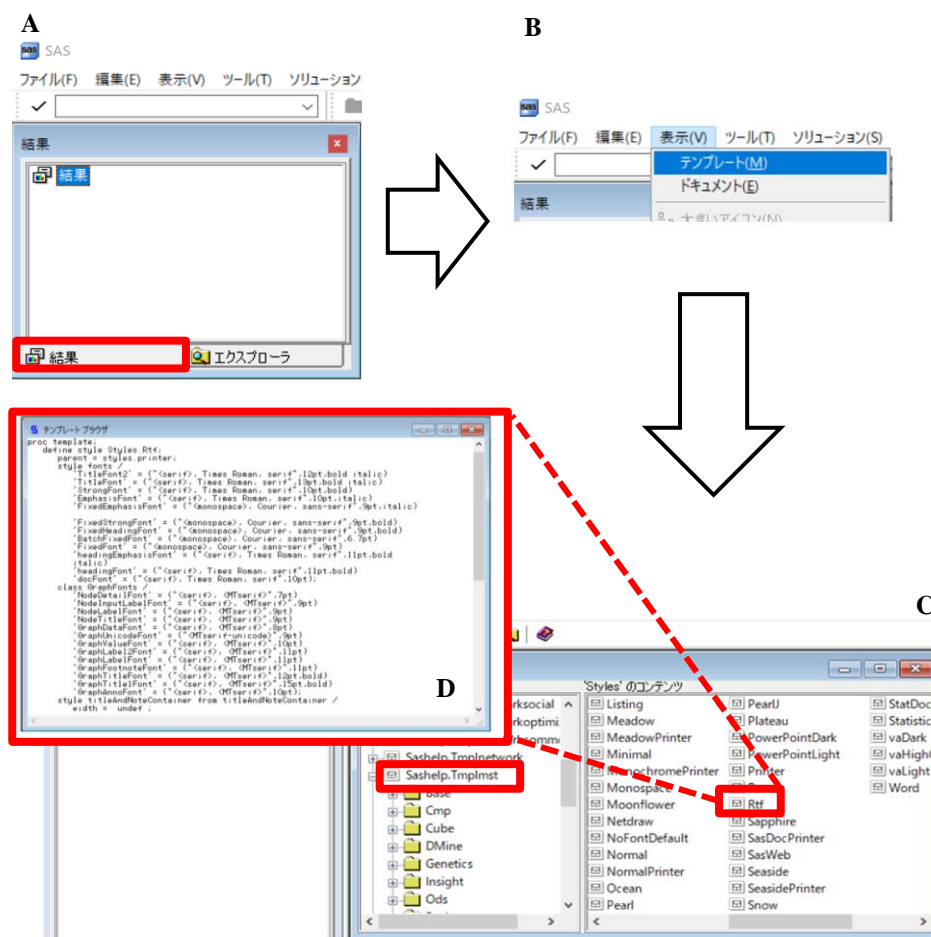 A
SAS
ファイル(F) 編集(E) 表示(V) ツール(T) ソリューション
結果
結果
結果
エクスプローラ
B
SAS
ファイル(F) 編集(E) 表示(V) ツール(T) ソリューション(S)
テンプレート(M)
ドキュメント(E)
結果
大きいアイコン(N)
テンプレート ブラウザ
proc template;
define style Styles.Rtf;
parent = styles.printer;
style fonts /
'TitleFont2' = ("<serif>, Times Roman, serif",12pt,bold italic)
'TitleFont' = ("<serif>, Times Roman, serif",13pt,bold italic)
'StrongFont' = ("<serif>, Times Roman, serif",10pt,bold)
'EmphasisFont' = ("<serif>, Times Roman, serif",10pt,italic)
'FixedEmphasisFont' = ("<monospace>, Courier, sans-serif",9pt,italic)
'FixedStrongFont' = ("<monospace>, Courier, sans-serif",9pt,bold)
'FixedHeadingFont' = ("<monospace>, Courier, sans-serif",9pt,bold)
'BatchFixedFont' = ("<monospace>, Courier, sans-serif",6.7pt)
'FixedFont' = ("<monospace>, Courier, sans-serif",9pt)
'headingEmphasisFont' = ("<serif>, Times Roman, serif",11pt,bold
italic)
'headingFont' = ("<serif>, Times Roman, serif",11pt,bold)
'docFont' = ("<serif>, Times Roman, serif",10pt);
class GraphFonts /
'NodeDetailFont' = ("<serif>, <MTserif>",7pt)
'NodeInputLabelFont' = ("<serif>, <MTserif>",9pt)
'NodeLabelFont' = ("<serif>, <MTserif>",9pt)
'NodeTitleFont' = ("<serif>, <MTserif>",9pt)
'GraphDataFont' = ("<serif>, <MTserif>",8pt)
'GraphUnicodeFont' = ("<MTserif-unicode>",9pt)
'GraphValueFont' = ("<serif>, <MTserif>",10pt)
'GraphLabel2Font' = ("<serif>, <MTserif>",11pt)
'GraphLabelFont' = ("<serif>, <MTserif>",11pt)
'GraphFootnoteFont' = ("<serif>, <MTserif>",11pt)
'GraphTitleFont' = ("<serif>, <MTserif>",12pt,bold)
'GraphTitle1Font' = ("<serif>, <MTserif>",15pt,bold)
'GraphAnnoFont' = ("<serif>, <MTserif>",10pt);
style titleAndNoteContainer from titleAndNoteContainer /
width = _undef_;
D
C
'Styles' のコンテンツ
Sashelp.Tmplnetwork
Sashelp.Tmplmst
Base
Cmp
Cube
DMine
Genetics
Insight
Ods
Listing
Meadow
MeadowPrinter
Minimal
MonochromePrinter
Monospace
Moonflower
Netdraw
NoFontDefault
Normal
NormalPrinter
Ocean
Pearl
PearlJ
Plateau
PowerPointDark
PowerPointLight
Printer
Rtf
Sapphire
SasDocPrinter
SasWeb
Seaside
SeasidePrinter
Snow
StatDoc
Statistic
vaDark
vaHigh
vaLight
Word